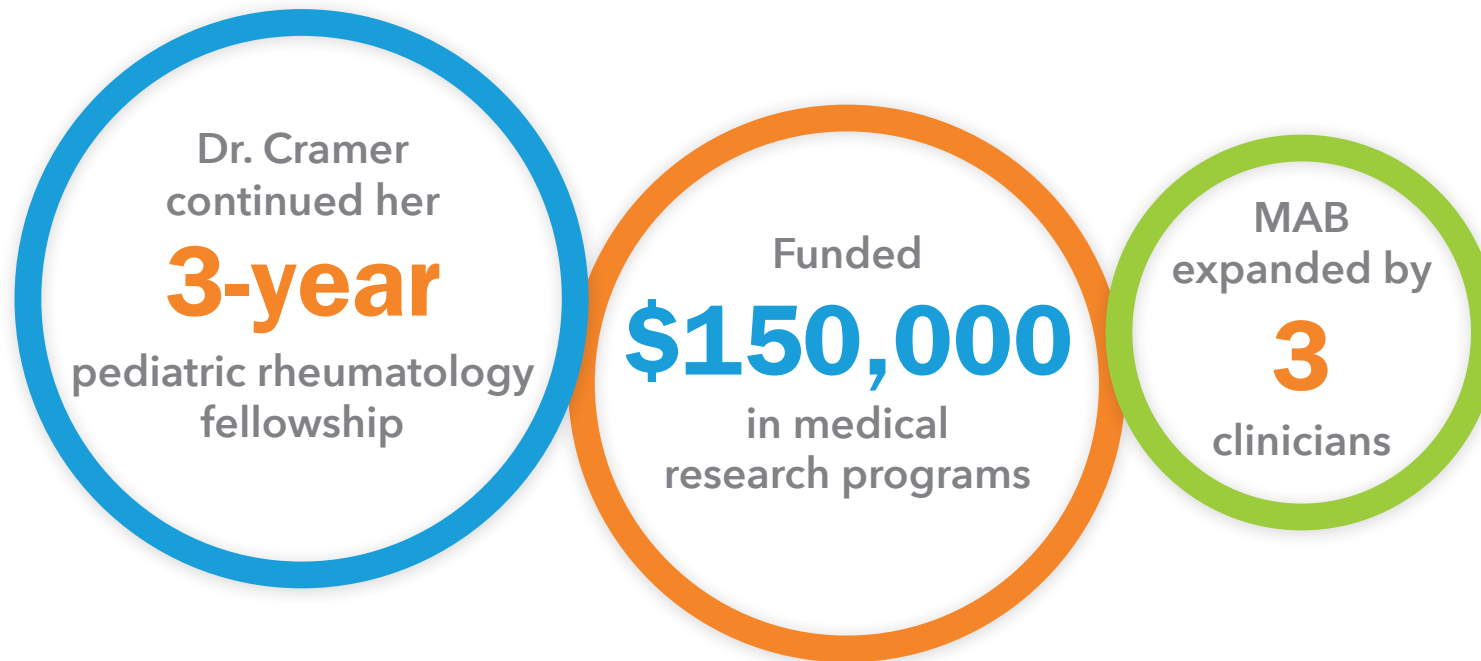 Dr. Cramer
continued her
3-year
pediatric rheumatology
fellowship
Funded
$150,000
in medical
research programs
MAB
expanded by
3
clinicians